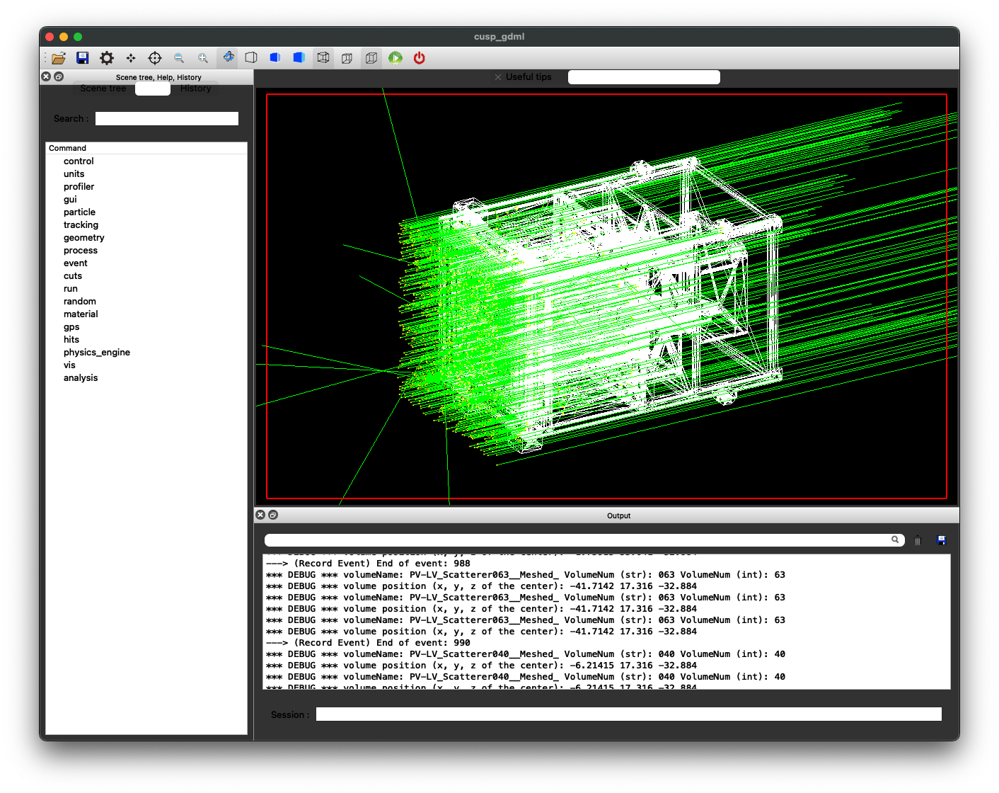 cusp_gdml
Scene tree, Help, History
Useful tips
Scene tree
History
Search :
Command
control
units
profiler
gui
particle
tracking
geometry
process
event
cuts
run
random
material
gps
hits
physics_engine
vis
analysis
Output
---> (Record Event) End of event: 988
*** DEBUG *** volumeName: PV-LV_Scatterer063__Meshed_ VolumeNum (str): 063 VolumeNum (int): 63
*** DEBUG *** volume position (x, y, z of the center): -41.7142 17.316 -32.884
*** DEBUG *** volumeName: PV-LV_Scatterer063__Meshed_ VolumeNum (str): 063 VolumeNum (int): 63
*** DEBUG *** volume position (x, y, z of the center): -41.7142 17.316 -32.884
*** DEBUG *** volumeName: PV-LV_Scatterer063__Meshed_ VolumeNum (str): 063 VolumeNum (int): 63
*** DEBUG *** volume position (x, y, z of the center): -41.7142 17.316 -32.884
---> (Record Event) End of event: 990
*** DEBUG *** volumeName: PV-LV_Scatterer040__Meshed_ VolumeNum (str): 040 VolumeNum (int): 40
*** DEBUG *** volume position (x, y, z of the center): -6.21415 17.316 -32.884
*** DEBUG *** volumeName: PV-LV_Scatterer040__Meshed_ VolumeNum (str): 040 VolumeNum (int): 40
*** DEBUG *** volume position (x, y, z of the center): -6.21415 17.316 -32.884
Session :